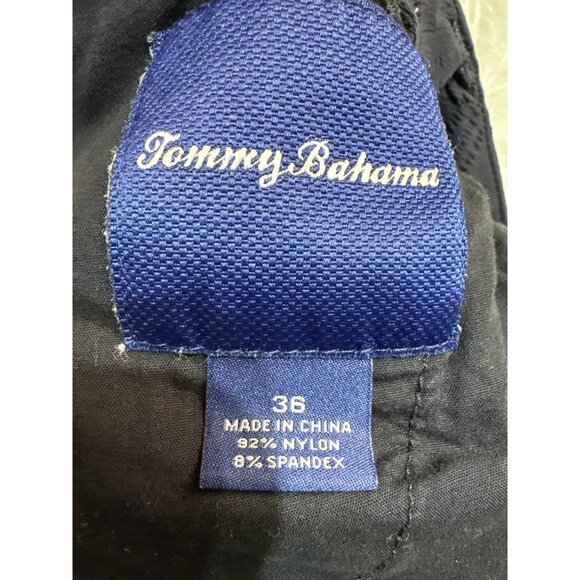 Tommy Bahama
36
MADE IN CHINA
92% NYLON
8% SPANDEX